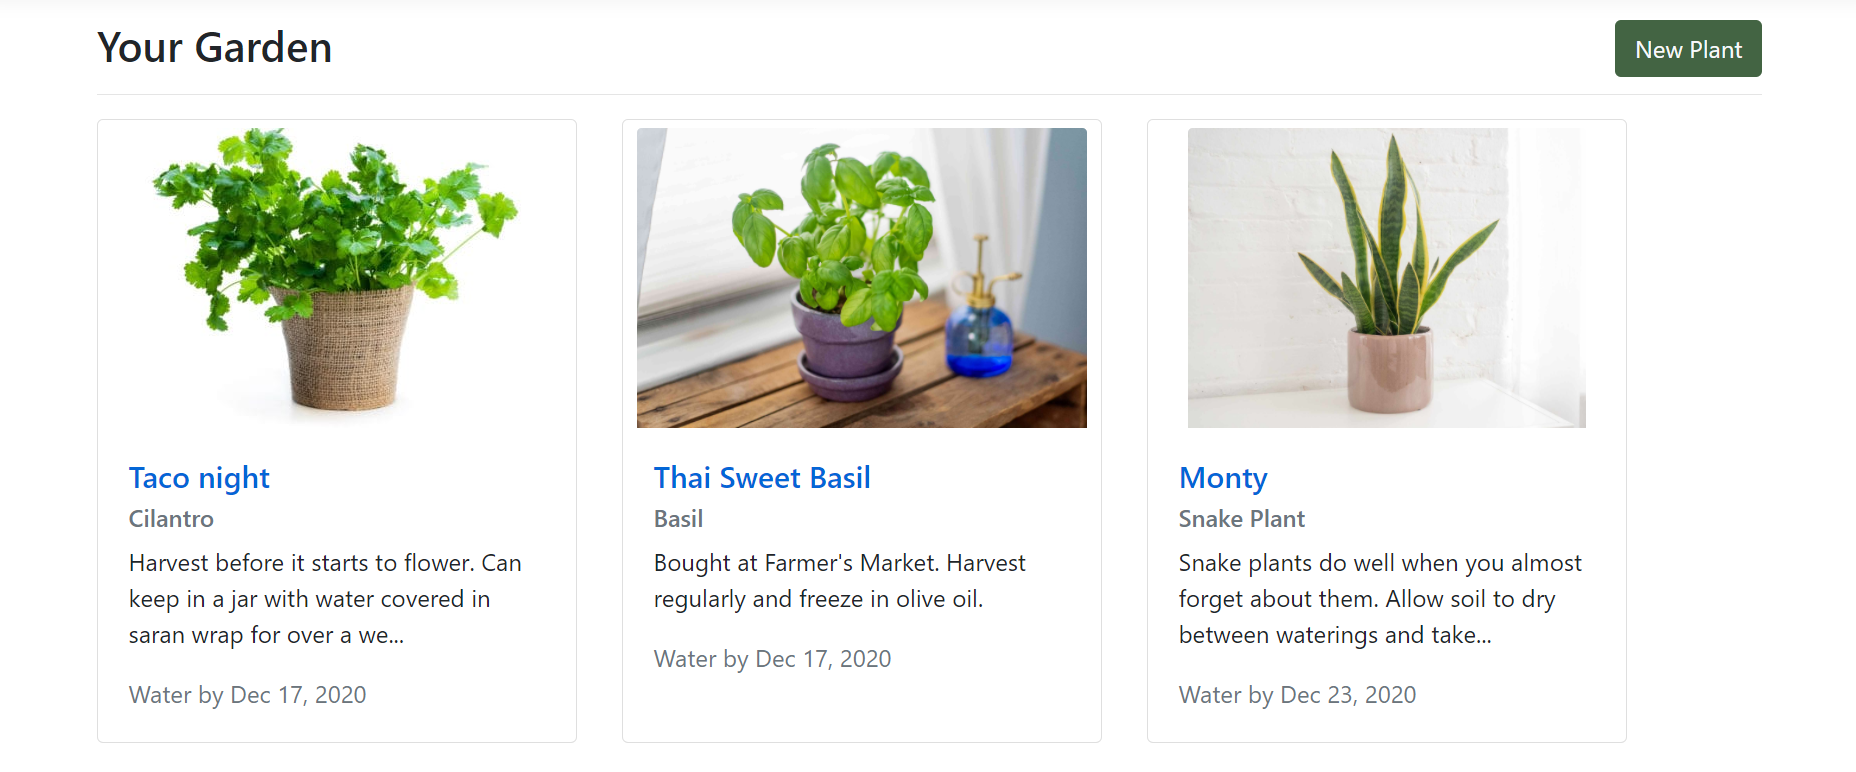 Your Garden
New Plant
Taco night
Cilantro
Harvest before it starts to flower. Can
keep in a jar with water covered in
saran wrap for over a we...
Water by Dec 17, 2020
Thai Sweet Basil
Basil
Bought at Farmer's Market. Harvest
regularly and freeze in olive oil.
Water by Dec 17, 2020
Monty
Snake Plant
Snake plants do well when you almost
forget about them. Allow soil to dry
between waterings and take...
Water by Dec 23, 2020